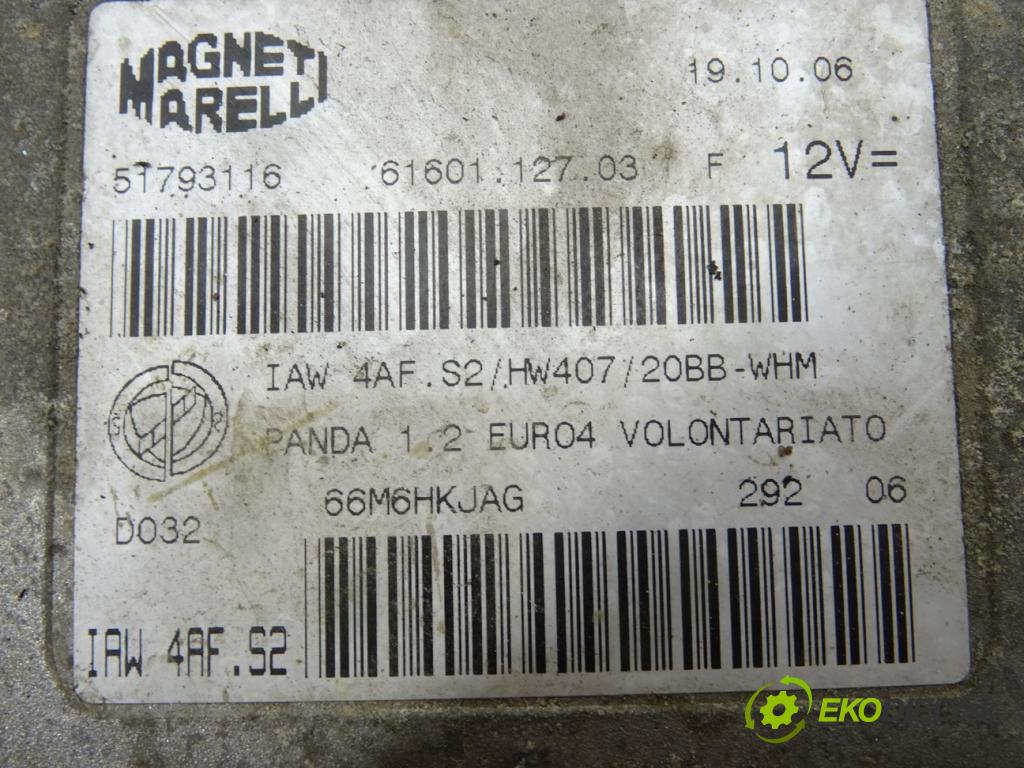 MAGNETI
MARELLI
19.10.06
51793116 61601.127.03 F 12V=
IAW 4AF.S2/HW407/20BB-WHM
PANDA 1.2 EURO4 VOLONTARIATO
66M6HKJAG 292 06
D032
IAW 4AF.S2
EKO